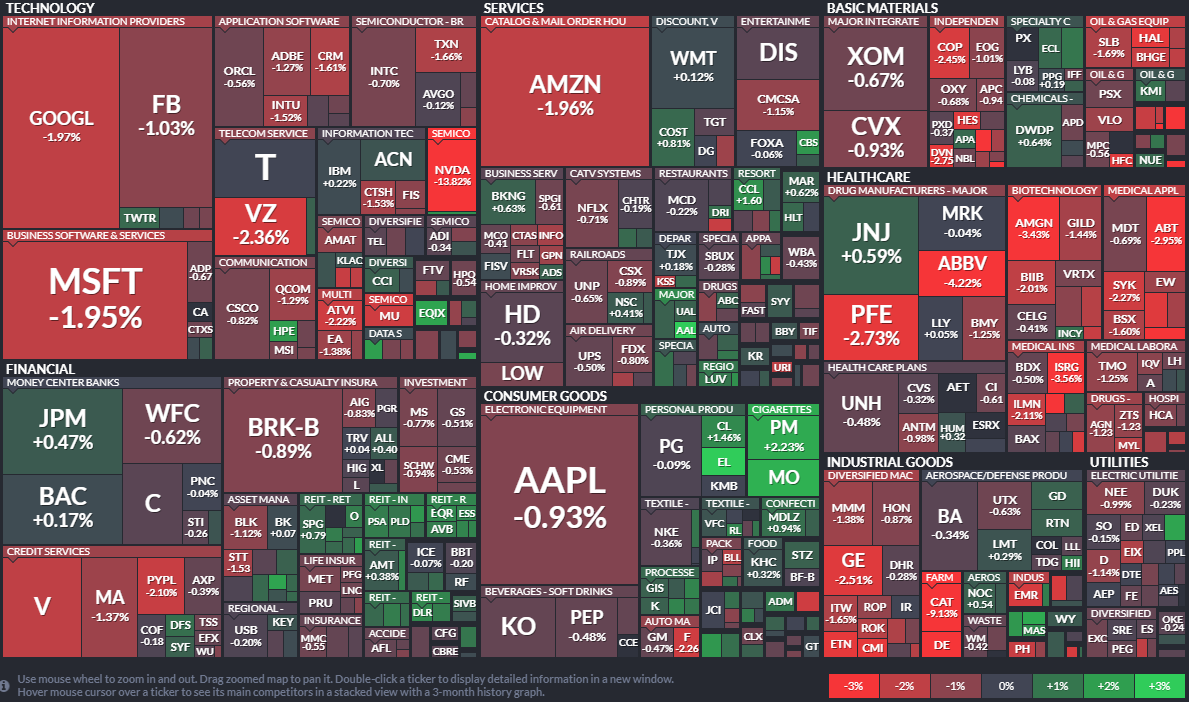 TECHNOLOGY
INTERNET INFORMATION PROVIDERS
GOOGL
-1.97%
FB
-1.03%
TWTR
APPLICATION SOFTWARE
ORCL
-0.56%
ADBE
-1.27%
CRM
-1.61%
INTU
-1.52%
SEMICONDUCTOR - BR
INTC
-0.70%
TXN
-1.66%
AVGO
-0.12%
BUSINESS SOFTWARE & SERVICES
MSFT
-1.95%
ADP
-0.67
CA
CTXS
TELECOM SERVICE
T
VZ
-2.36%
INFORMATION TEC
IBM
+0.22%
ACN
CTSH
-1.53%
FIS
SEMICO
NVDA
-13.82%
COMMUNICATION
CSCO
-0.82%
QCOM
-1.29%
HPE
MSI
SEMICO
AMAT
KLAC
DIVERSIFIE
TEL
SEMICO
ADI
-0.34
MULTI
ATVI
-2.22%
EA
-1.38%
DIVERSI
CCI
FTV
HPQ
-0.54
SEMICO
MU
EQIX
DATA S
SERVICES
CATALOG & MAIL ORDER HOU
AMZN
-1.96%
DISCOUNT, V
WMT
+0.12%
COST
+0.81%
TGT
DG
ENTERTAINME
DIS
CMCSA
-1.15%
FOXA
-0.06%
CBS
BUSINESS SERV
BKNG
+0.63%
SPGI
-0.61
MCO
-0.41
CTAS
INFO
FISV
FLT
GPN
VRSK
ADS
CATV SYSTEMS
NFLX
-0.71%
CHTR
-0.19%
RESTAURANTS
MCD
-0.22%
DRI
RESORT
CCL
+1.60
MAR
+0.62%
HLT
RAILROADS
UNP
-0.65%
CSX
-0.89%
NSC
+0.41%
DEPAR
TJX
+0.18%
KSS
SPECIA
SBUX
-0.28%
APPA
WBA
-0.43%
HOME IMPROV
HD
-0.32%
LOW
MAJOR
UAL
AAL
DRUGS
ABC
FAST
SYY
AIR DELIVERY
UPS
-0.50%
FDX
-0.80%
SPECIA
AUTO
REGIO
LUV
KR
BBY
TIF
URI
BASIC MATERIALS
MAJOR INTEGRATE
XOM
-0.67%
CVX
-0.93%
INDEPENDEN
COP
-2.45%
EOG
-1.01%
OXY
-0.68%
APC
-0.94
PXD
-0.37
HES
APA
DVN
-2.75
NBL
SPECIALTY C
PX
ECL
LYB
-0.08
PPG
+0.19
IFF
CHEMICALS -
DWDP
+0.64%
APD
OIL & GAS EQUIP
SLB
-1.69%
HAL
BHGE
OIL & G
PSX
VLO
MPC
-0.56
HFC
OIL & G
KMI
NUE
HEALTHCARE
DRUG MANUFACTURERS - MAJOR
JNJ
+0.59%
MRK
-0.04%
ABBV
-4.22%
PFE
-2.73%
LLY
+0.05%
BMY
-1.25%
BIOTECHNOLOGY
AMGN
-3.43%
GILD
-1.44%
BIIB
-2.01%
VRTX
CELG
-0.41%
INCY
MEDICAL APPL
MDT
-0.69%
ABT
-2.95%
SYK
-2.27%
EW
BSX
-1.60%
HEALTH CARE PLANS
UNH
-0.48%
CVS
-0.32%
AET
CI
-0.61
ANTM
-0.98%
HUM
+0.32
ESRX
MEDICAL INS
BDX
-0.50%
ISRG
-3.56%
ILMN
-2.11%
BAX
MEDICAL LABORA
TMO
-1.25%
IQV
LH
A
DRUGS -
AGN
-1.23
ZTS
-1.23
MYL
HOSPI
HCA
FINANCIAL
MONEY CENTER BANKS
JPM
+0.47%
WFC
-0.62%
BAC
+0.17%
C
PNC
-0.04%
STI
-0.26
CREDIT SERVICES
V
MA
-1.37%
PYPL
-2.10%
AXP
-0.39%
COF
-0.18
DFS
SYF
TSS
EFX
WU
PROPERTY & CASUALTY INSURA
BRK-B
-0.89%
AIG
-0.83%
PGR
TRV
+0.04
ALL
+0.40
HIG
XL
L
INVESTMENT
MS
-0.77%
GS
-0.51%
SCHW
-0.94%
CME
-0.53%
ASSET MANA
BLK
-1.12%
BK
+0.07
STT
-1.53
REIT - RET
SPG
+0.79
O
REIT - IN
PSA
PLD
REIT - R
EQR
ESS
AVB
REGIONAL -
USB
-0.20%
KEY
LIFE INSUR
MET
PFG
PRU
LNC
REIT -
AMT
+0.38%
ICE
-0.07%
BBT
-0.20
RF
INSURANCE
MMC
-0.55
REIT -
REIT -
DLR
SIVB
ACCIDE
AFL
CFG
CBRE
CONSUMER GOODS
ELECTRONIC EQUIPMENT
AAPL
-0.93%
BEVERAGES - SOFT DRINKS
KO
PEP
-0.48%
CCE
PERSONAL PRODU
PG
-0.09%
CL
+1.46%
EL
KMB
CIGARETTES
PM
+2.23%
MO
TEXTILE -
NKE
-0.36%
TEXTILE -
VFC
RL
CONFECTI
MDLZ
+0.94%
PACK
IP
BLL
FOOD
KHC
+0.32%
STZ
BF-B
PROCESSE
GIS
K
JCI
ADM
AUTO MA
GM
-0.47%
F
-2.26
CLX
GT
INDUSTRIAL GOODS
DIVERSIFIED MAC
MMM
-1.38%
HON
-0.87%
GE
-2.51%
DHR
-0.28%
ITW
-1.65%
ROP
IR
ROK
ETN
CMI
AEROSPACE/DEFENSE PRODU
BA
-0.34%
UTX
-0.63%
GD
LMT
+0.29%
RTN
COL
LLL
TDG
HII
FARM
CAT
-9.13%
DE
AEROS
NOC
+0.54
INDUS
EMR
WASTE
WM
-0.42
MAS
WY
PH
UTILITIES
ELECTRIC UTILITIE
NEE
-0.99%
DUK
-0.23%
SO
-0.15%
ED
XEL
D
-1.14%
EIX
PPL
DTE
AEP
FE
AES
DIVERSIFIED
EXC
SRE
ES
PEG
OKE
-0.24
Use mouse wheel to zoom in and out. Drag zoomed map to pan it. Double-click a ticker to display detailed information in a new window.
Hover mouse cursor over a ticker to see its main competitors in a stacked view with a 3-month history graph.
-3%
-2%
-1%
0%
+1%
+2%
+3%